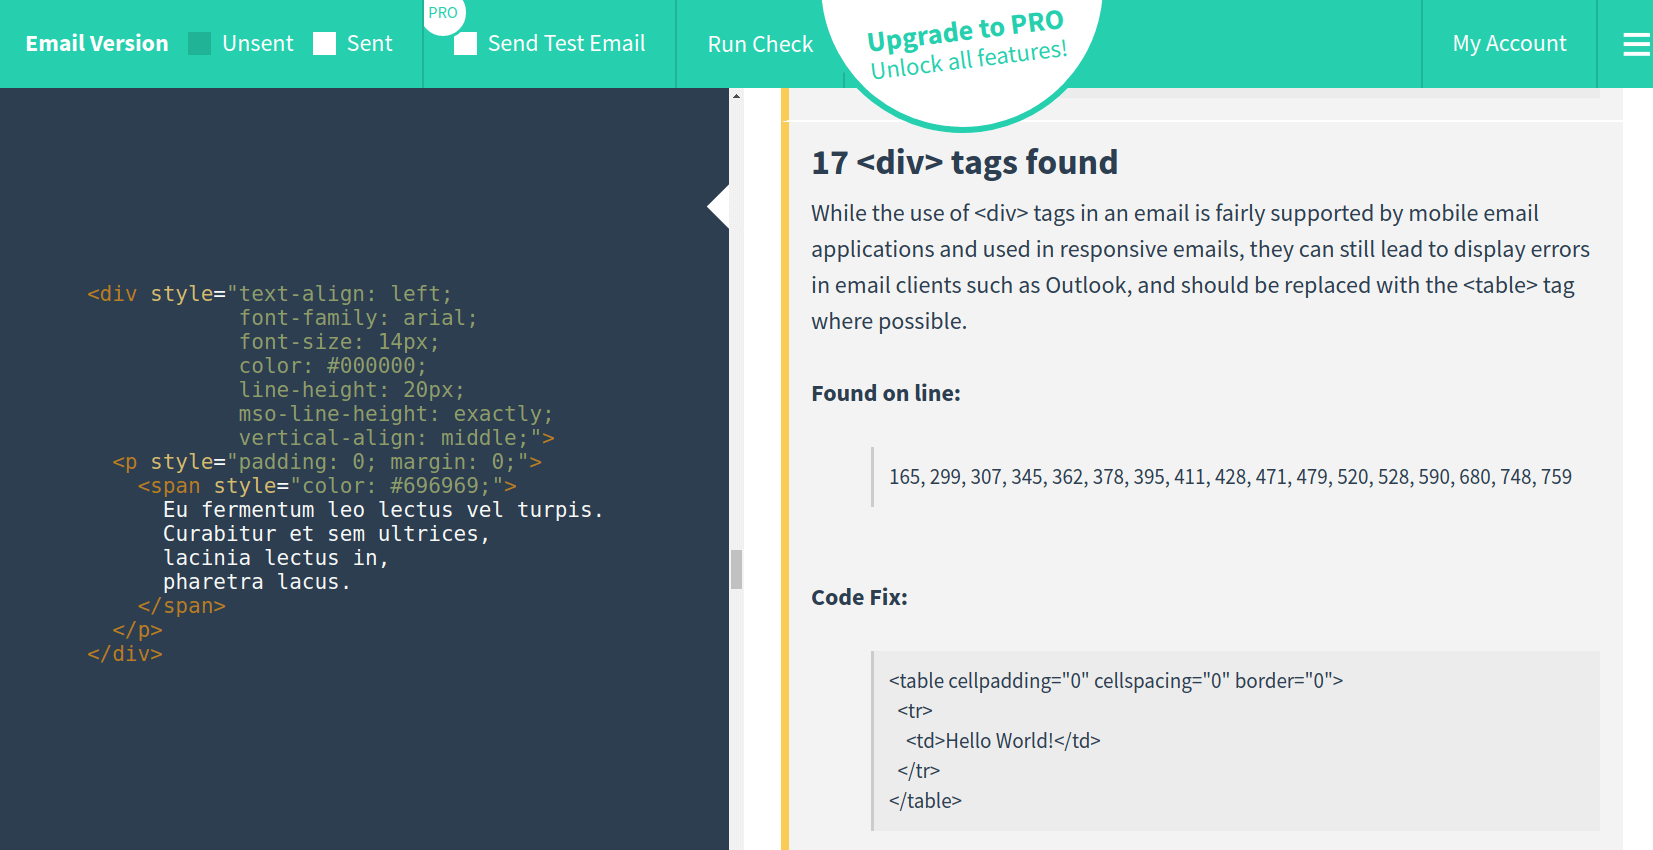 Email Version Unsent Sent PRO Send Test Email Run Check Upgrade to PRO My Account
Unlock all features!
<div style="text-align: left;
font-family: arial;
font-size: 14px;
color: #000000;
line-height: 20px;
mso-line-height: exactly;
vertical-align: middle;">
<p style="padding: 0; margin: 0;">
<span style="color: #696969;">
Eu fermentum leo lectus vel turpis.
Curabitur et sem ultrices,
lacinia lectus in,
pharetra lacus.
</span>
</p>
</div>
17 <div> tags found
While the use of <div> tags in an email is fairly supported by mobile email
applications and used in responsive emails, they can still lead to display errors
in email clients such as Outlook, and should be replaced with the <table> tag
where possible.
Found on line:
165, 299, 307, 345, 362, 378, 395, 411, 428, 471, 479, 520, 528, 590, 680, 748, 759
Code Fix:
<table cellpadding="0" cellspacing="0" border="0">
<tr>
<td>Hello World!</td>
</tr>
</table>